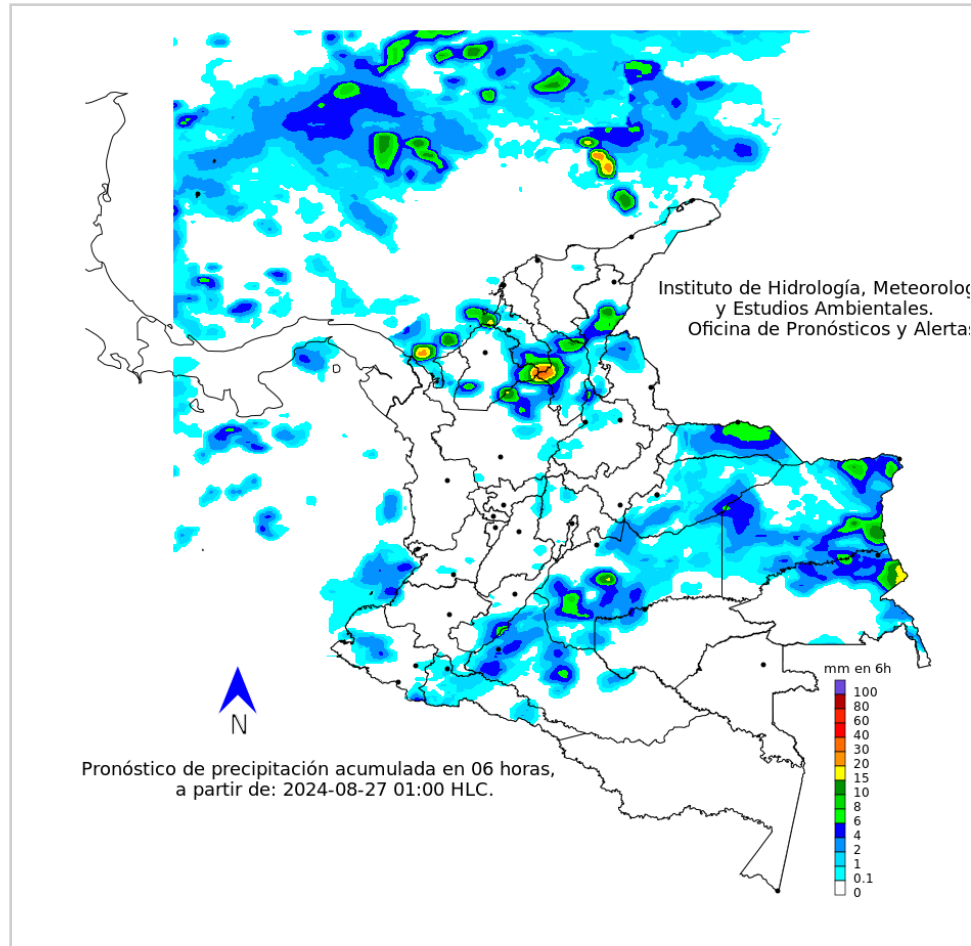 Instituto de Hidrología, Meteorolog
y Estudios Ambientales.
Oficina de Pronósticos y Alertas
mm en 6h
100
80
60
40
30
20
15
10
8
6
4
2
1
0.1
0
N
Pronóstico de precipitación acumulada en 06 horas,
a partir de: 2024-08-27 01:00 HLC.